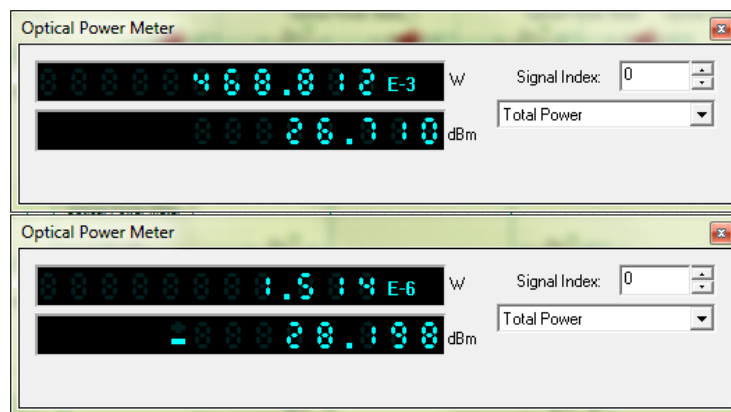 Optical Power Meter
x
468.812 E-3 W
Signal Index: 0
26.710 dBm
Total Power
Optical Power Meter
x
1.514 E-6 W
Signal Index: 0
- 28.198 dBm
Total Power